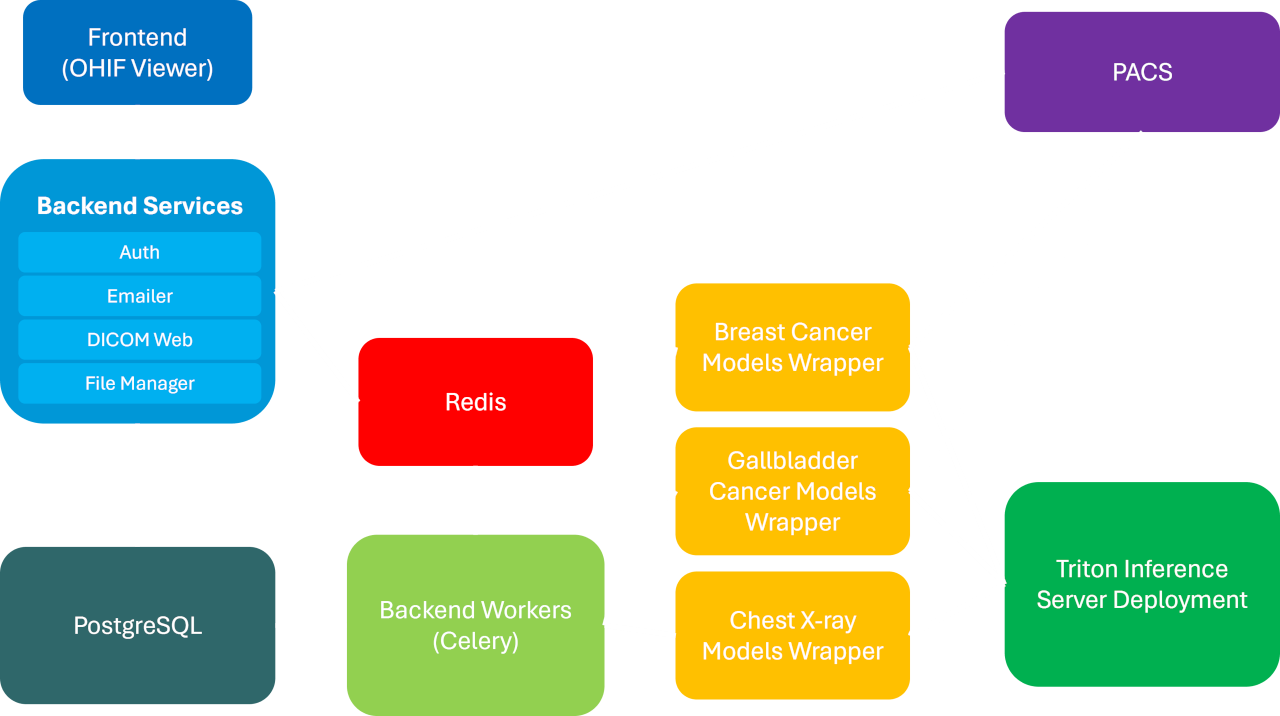 Frontend
(OHIF Viewer)
PACS
Backend Services
Auth
Emailer
DICOM Web
File Manager
Redis
Breast Cancer
Models Wrapper
Gallbladder
Cancer Models
Wrapper
Chest X-ray
Models Wrapper
PostgreSQL
Backend Workers
(Celery)
Triton Inference
Server Deployment